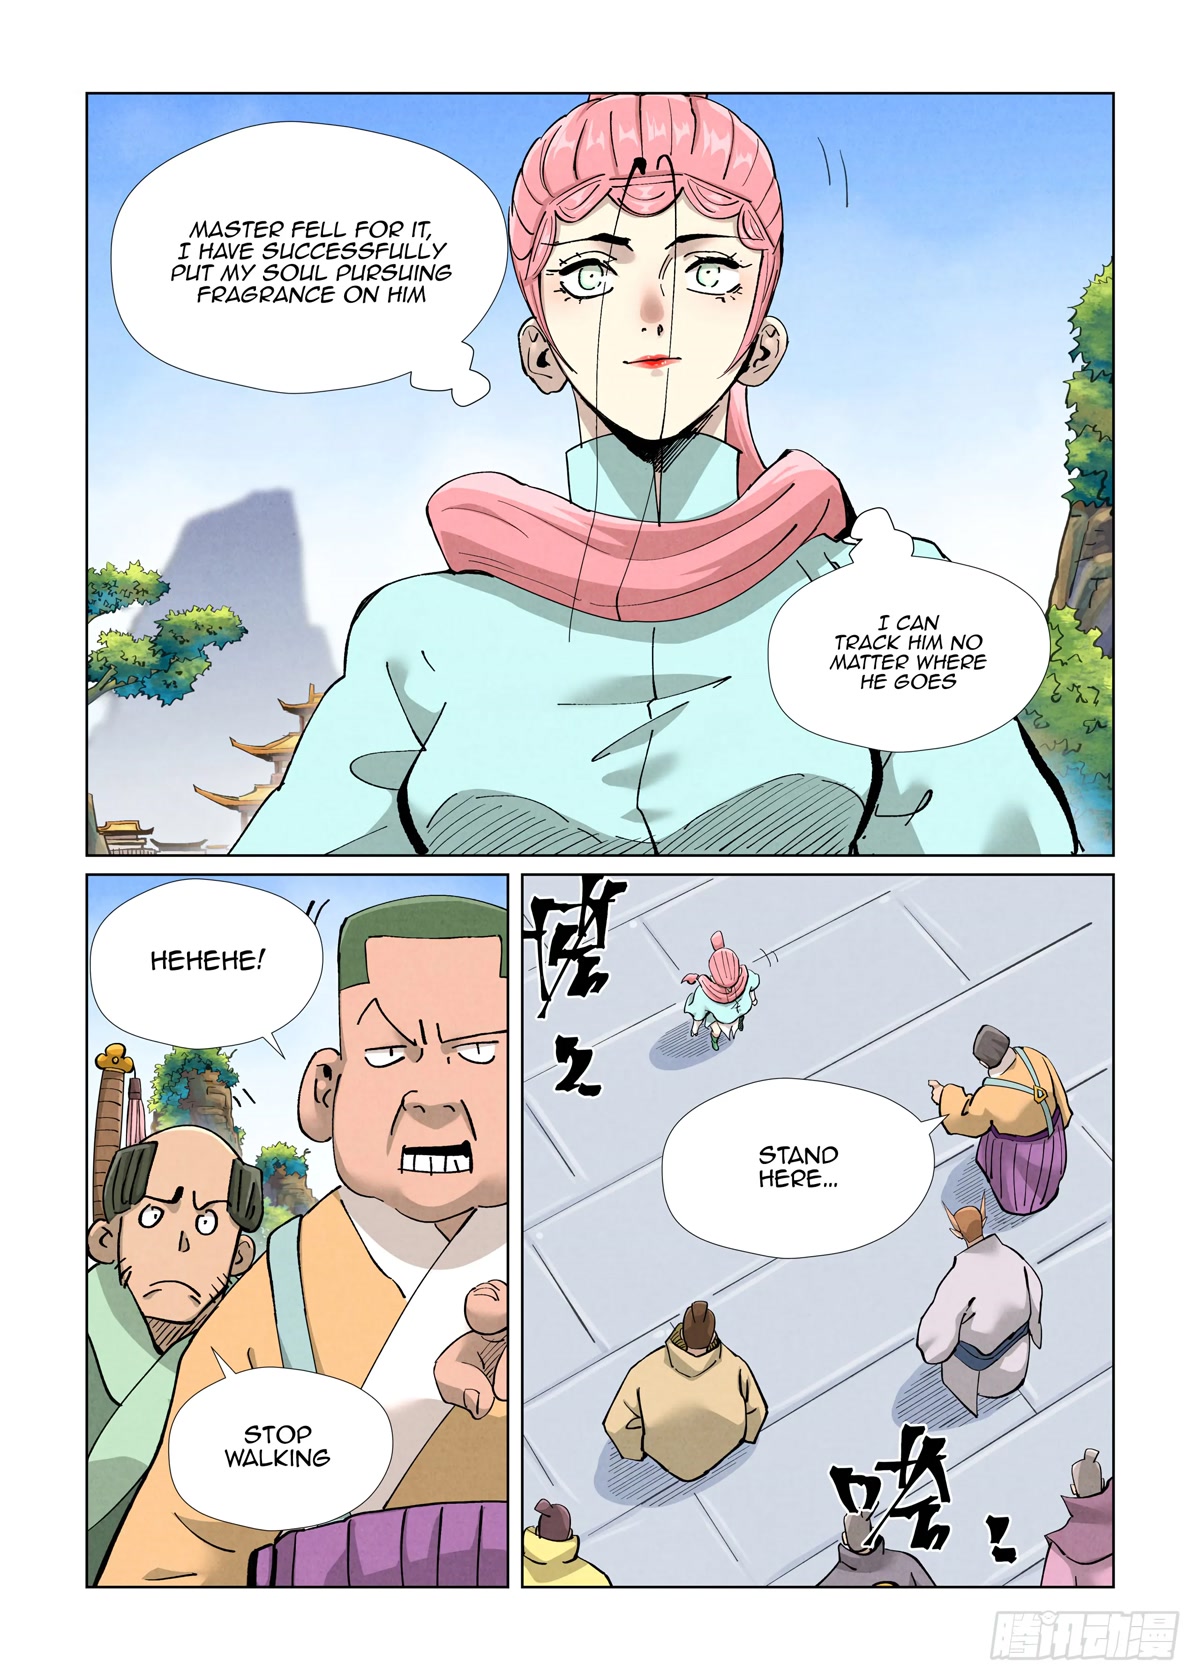 MASTER FELL FOR IT,
I HAVE SUCCESSFULLY
PUT MY SOUL PURSUING
FRAGRANCE ON HIM
I CAN
TRACK HIM NO
MATTER WHERE
HE GOES
HEHEHE!
STOP
WALKING
STAND
HERE...
腾讯动漫